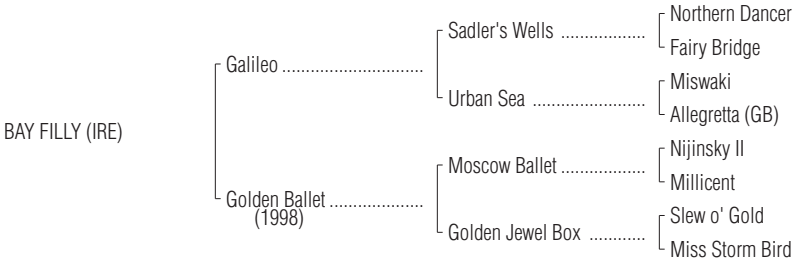 Northern Dancer
Sadler's Wells ..................
Fairy Bridge
Galileo ..............................
Miswaki
Urban Sea ........................
Allegretta (GB)
BAY FILLY (IRE)
Nijinsky II
Moscow Ballet ..................
Millicent
Golden Ballet ....................
(1998)
Slew o' Gold
Golden Jewel Box ............
Miss Storm Bird